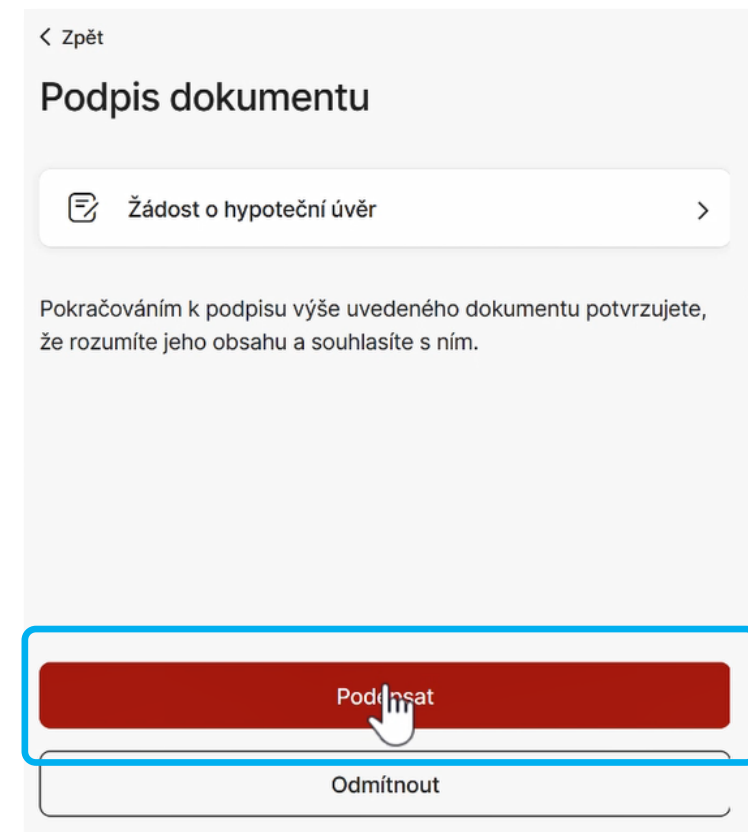 Zpět
Podpis dokumentu
Žádost o hypoteční úvěr
Pokračováním k podpisu výše uvedeného dokumentu potvrzujete,
že rozumíte jeho obsahu a souhlasíte s ním.
Podepsat
Odmítnout